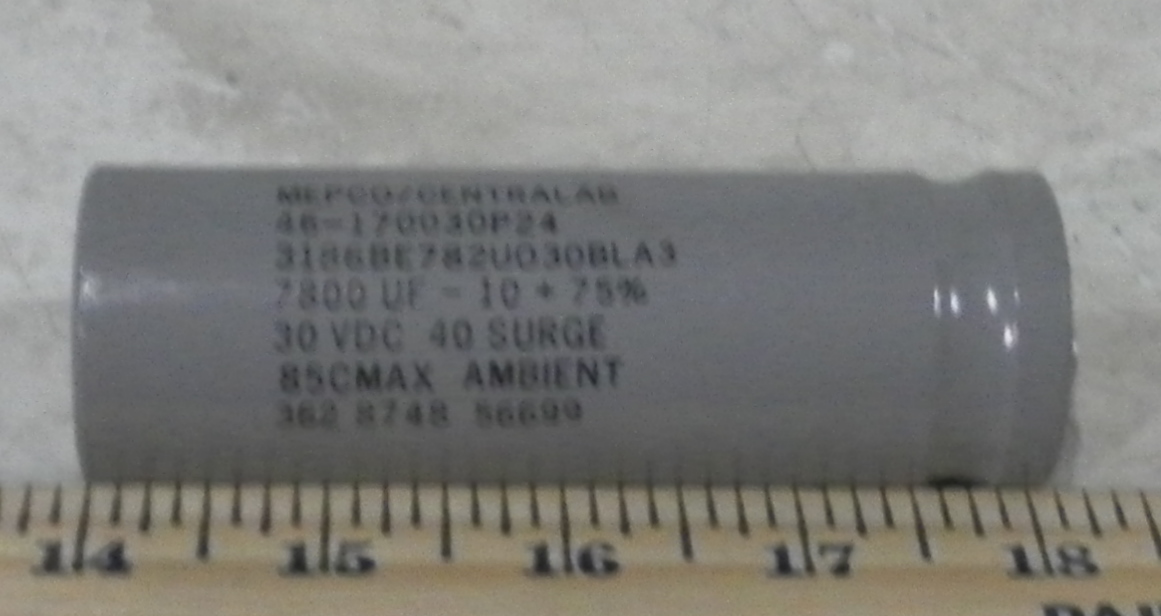 MEPCO/CENTRALAB
46-170030P24
3186BE782U030BLA3
7800 UF - 10 + 75%
30 VDC 40 SURGE
85CMAX AMBIENT
362 8748 56699
14 15 16 17 18